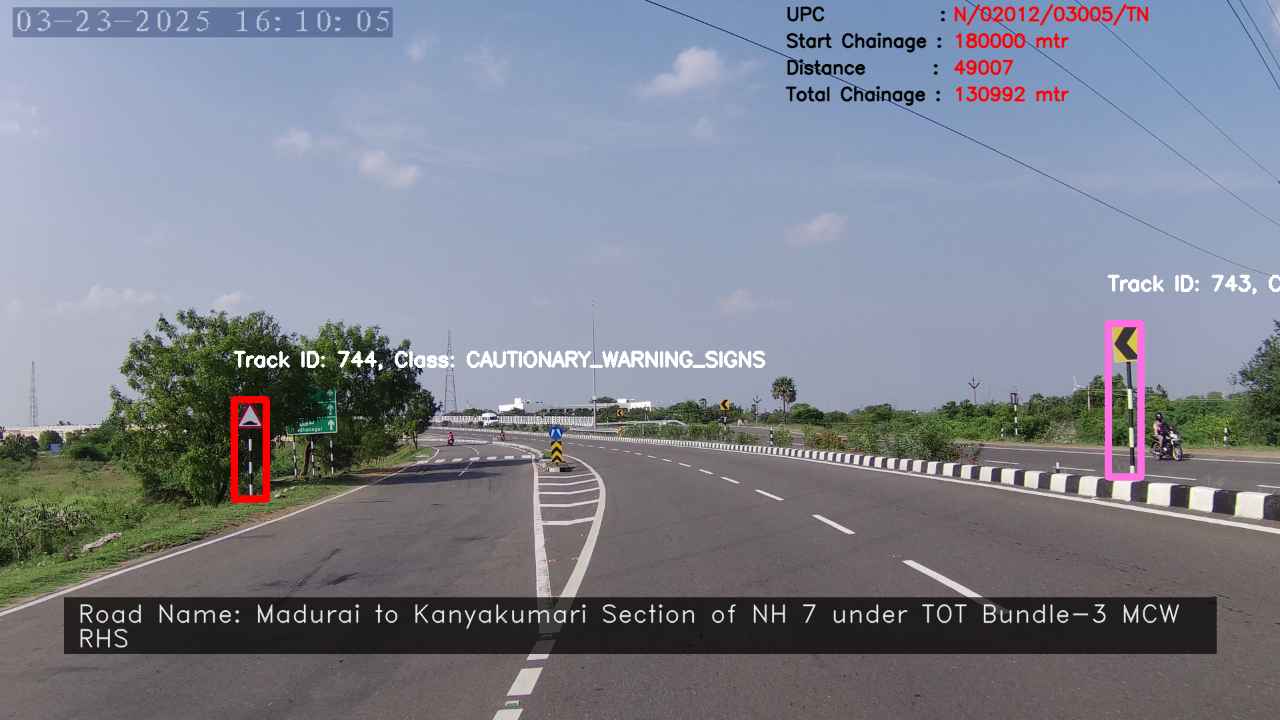 03-23-2025 16:10:05
UPC : N/02012/03005/TN
Start Chainage : 180000 mtr
Distance : 49007
Total Chainage : 130992 mtr
Track ID: 743, C
Track ID: 744, Class: CAUTIONARY_WARNING_SIGNS
Road Name: Madurai to Kanyakumari Section of NH 7 under TOT Bundle-3 MCW
RHS